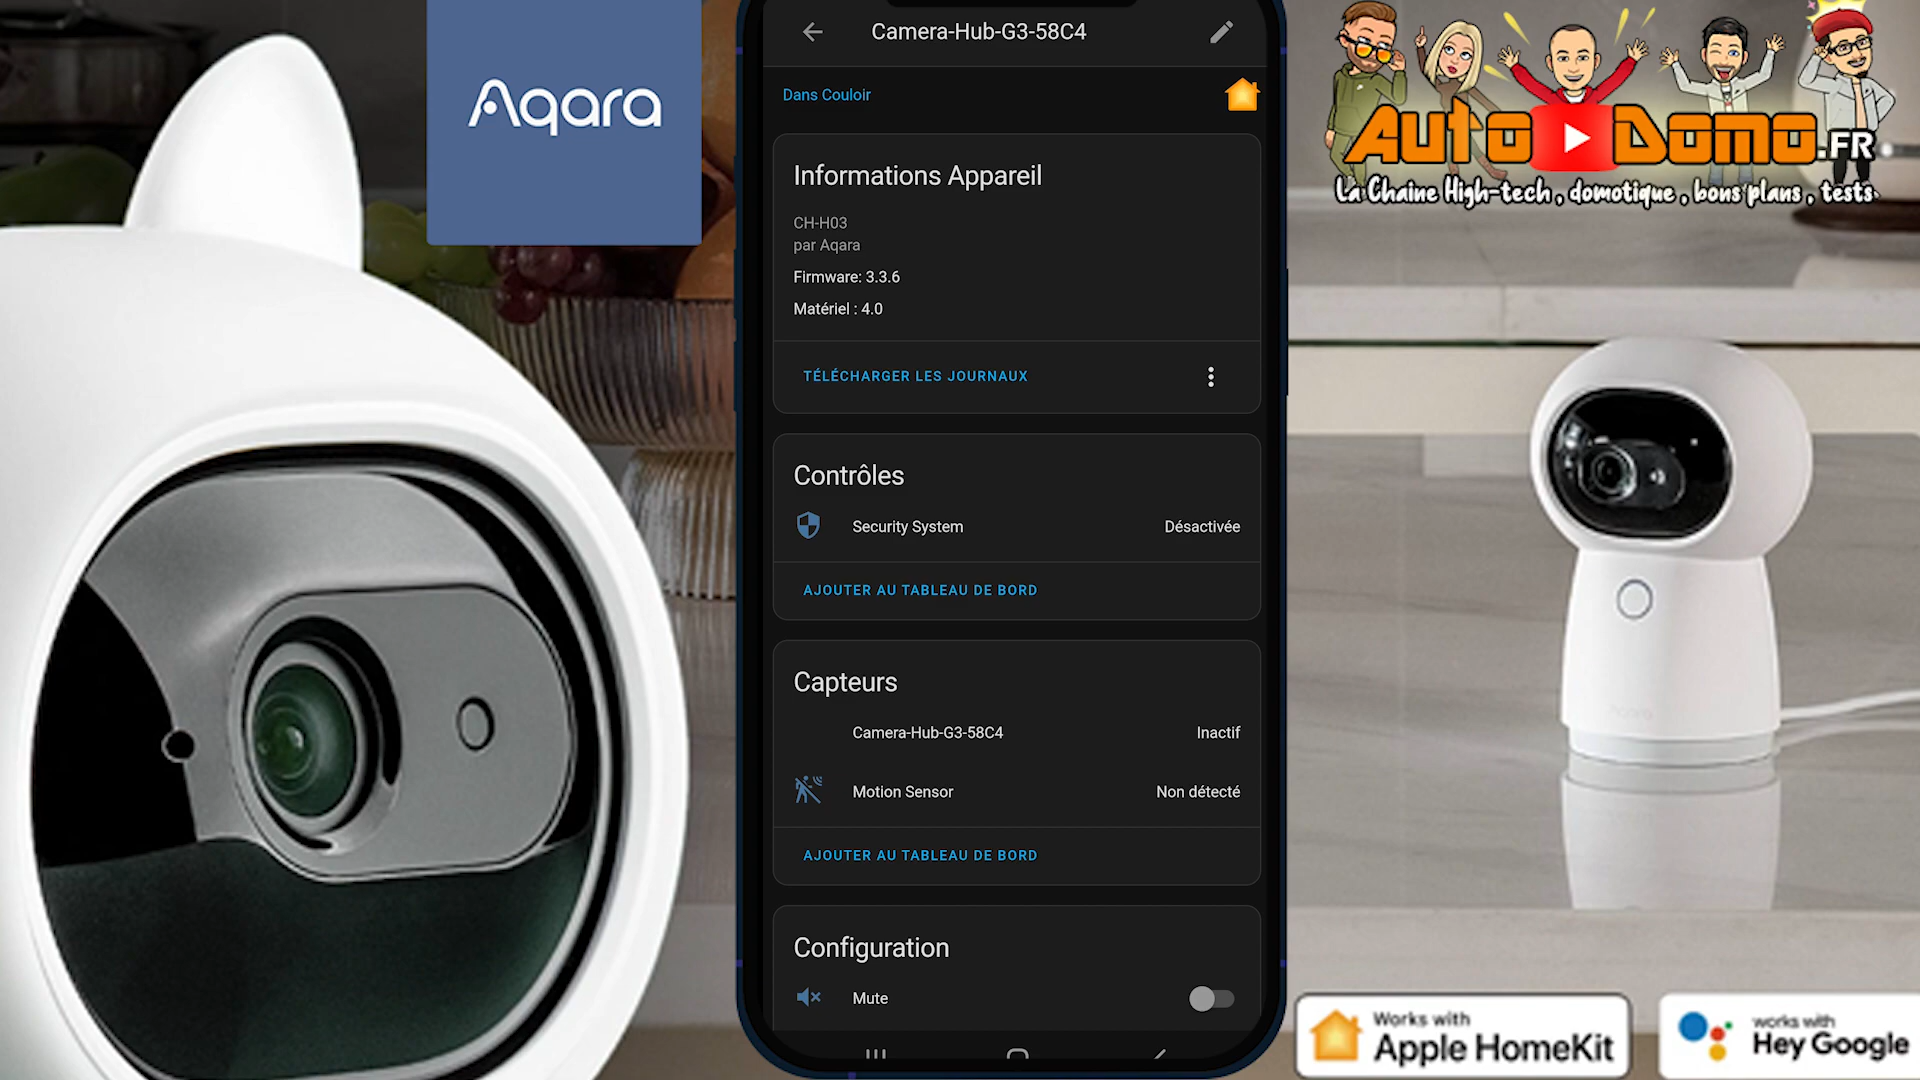 Aqara
Camera-Hub-G3-58C4
Dans Couloir
Informations Appareil
CH-H03
par Aqara
Firmware: 3.3.6
Matériel : 4.0
TÉLÉCHARGER LES JOURNAUX
Contrôles
Security System Désactivée
AJOUTER AU TABLEAU DE BORD
Capteurs
Camera-Hub-G3-58C4 Inactif
Motion Sensor Non détecté
AJOUTER AU TABLEAU DE BORD
Configuration
Mute
AUTO DOMO.FR
La Chaine High-tech, domotique, bons plans, tests.
Works with
Apple HomeKit
works with
Hey Google